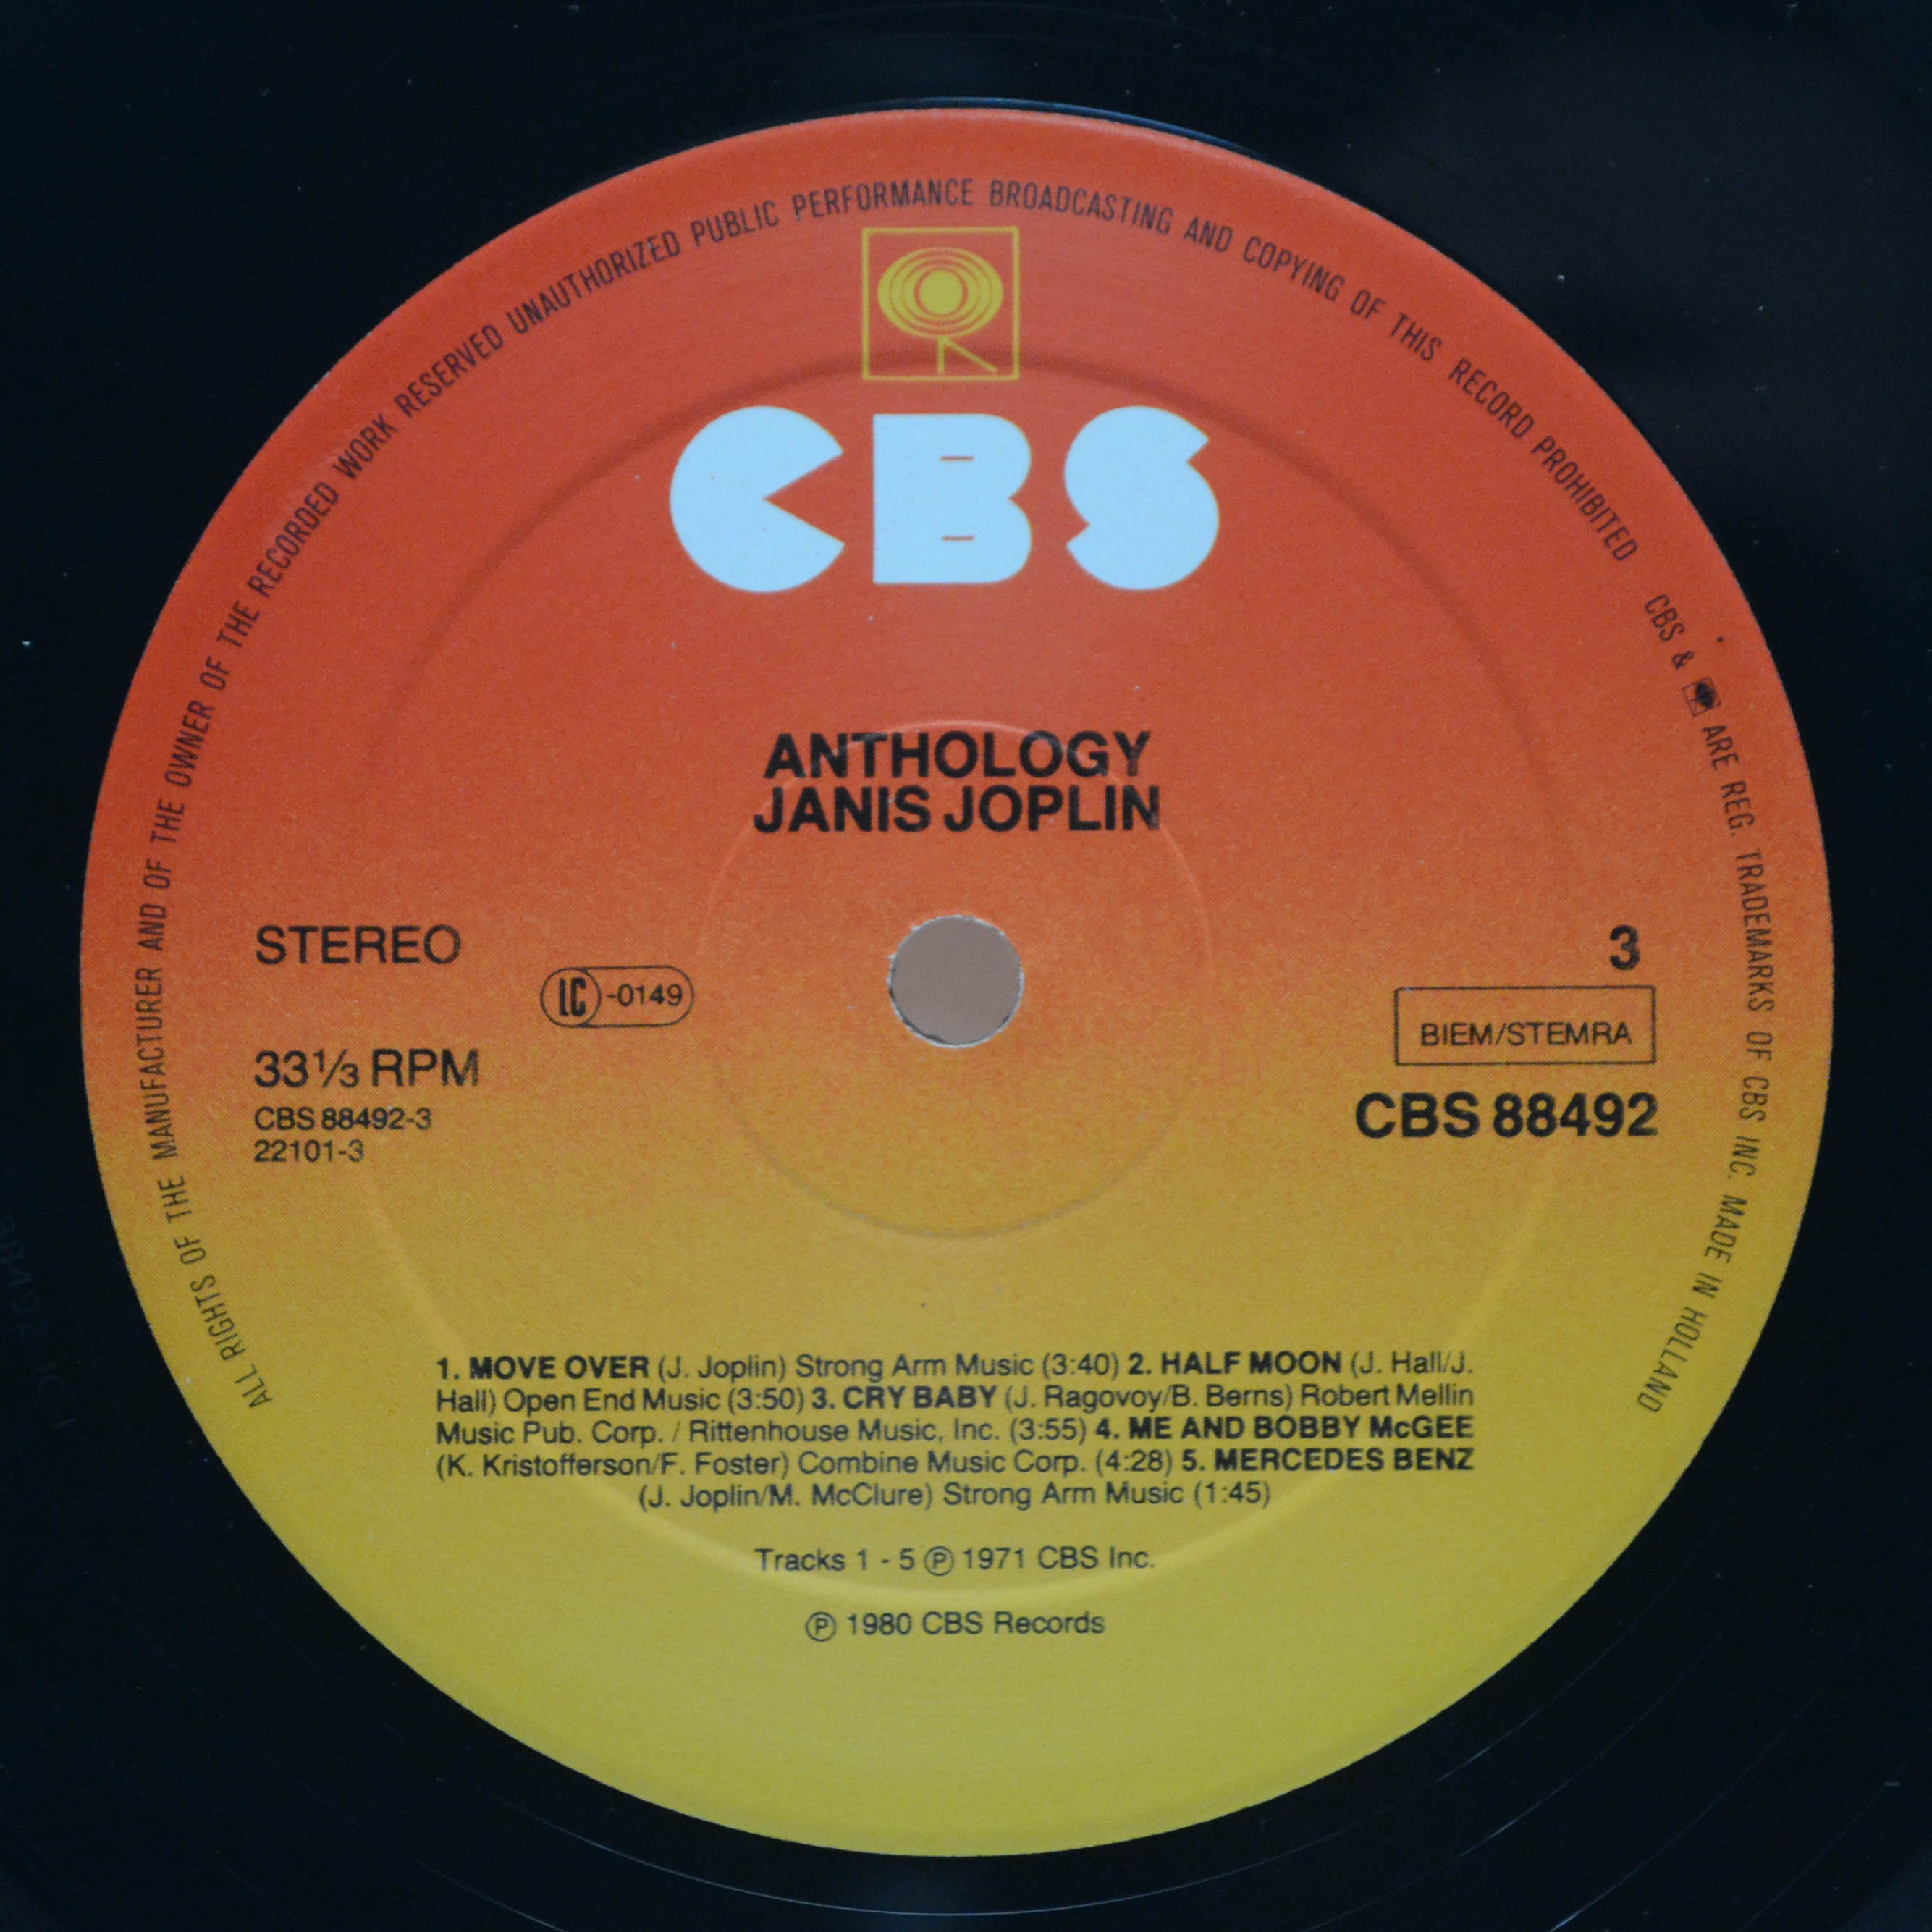 ALL RIGHTS OF THE MANUFACTURER AND OF THE OWNER OF THE RECORDED WORK RESERVED UNAUTHORIZED PUBLIC PERFORMANCE BROADCASTING AND COPYING OF THIS RECORD PROHIBITED CBS & ARE REG. TRADEMARKS OF CBS INC. MADE IN HOLLAND
CBS
ANTHOLOGY
JANIS JOPLIN
STEREO
LC-0149
33⅓ RPM
CBS 88492-3
22101-3
3
BIEM/STEMRA
CBS 88492
1. MOVE OVER (J. Joplin) Strong Arm Music (3:40) 2. HALF MOON (J. Hall/J.
Hall) Open End Music (3:50) 3. CRY BABY (J. Ragovoy/B. Berns) Robert Mellin
Music Pub. Corp. / Rittenhouse Music, Inc. (3:55) 4. ME AND BOBBY McGEE
(K. Kristofferson/F. Foster) Combine Music Corp. (4:28) 5. MERCEDES BENZ
(J. Joplin/M. McClure) Strong Arm Music (1:45)
Tracks 1 - 5 ℗ 1971 CBS Inc.
℗ 1980 CBS Records